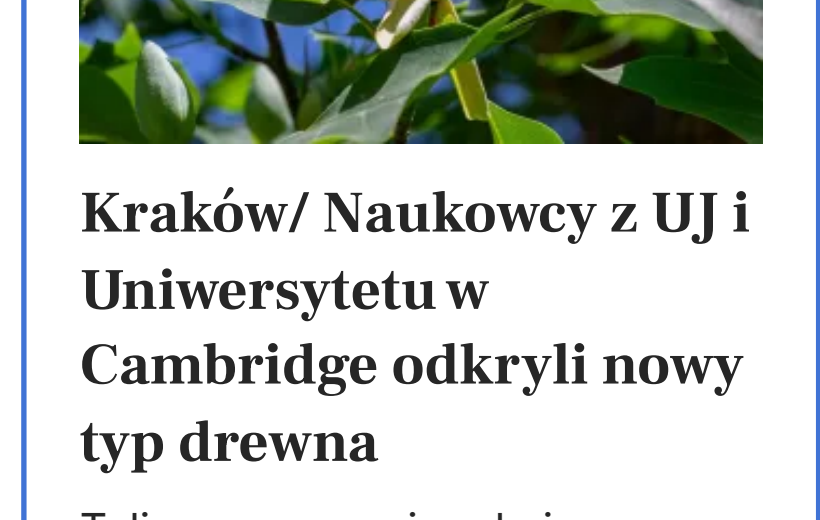 Kraków/ Naukowcy z UJ i
Uniwersytetu w
Cambridge odkryli nowy
typ drewna